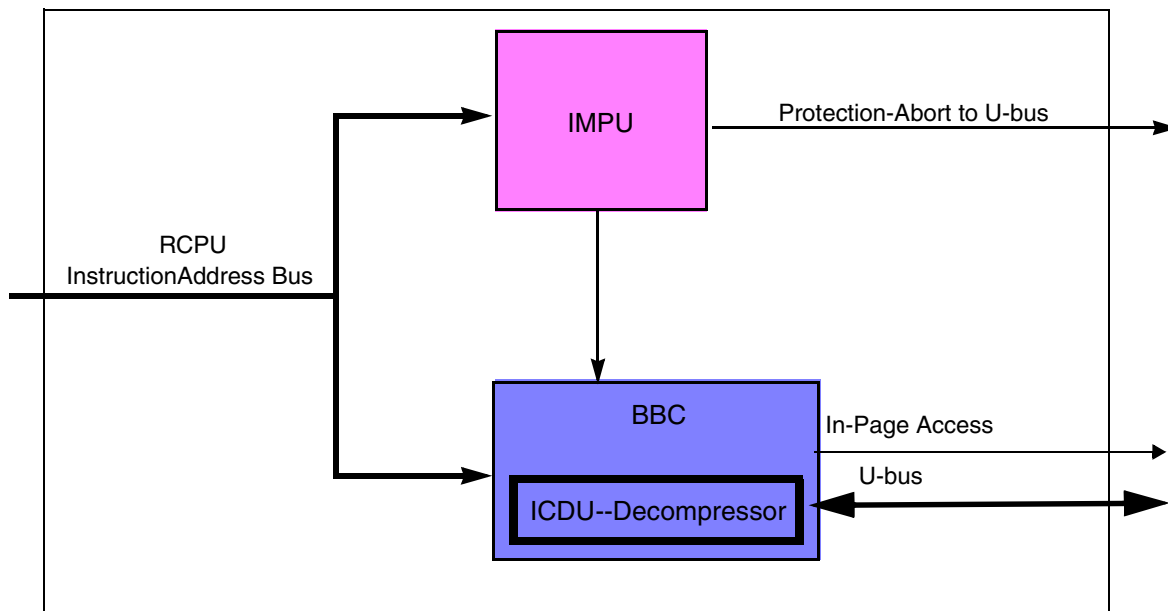 IMPU
Protection-Abort to U-bus
RCPU
InstructionAddress Bus
BBC
In-Page Access
U-bus
ICDU--Decompressor